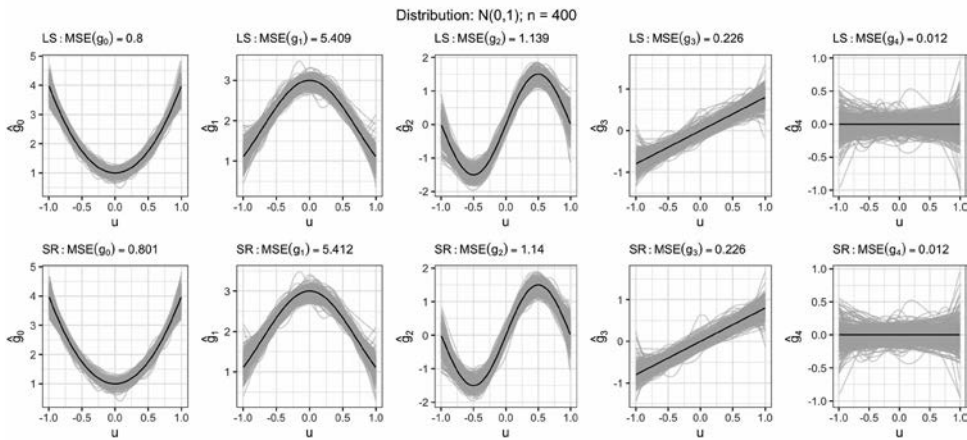 Distribution: N(0,1); n = 400
LS : MSE(g₀) = 0.8
LS : MSE(g₁) = 5.409
LS : MSE(g₂) = 1.139
LS : MSE(g₃) = 0.226
LS : MSE(g₄) = 0.012
5
4
3
2
1
ĝ₀
-1.0 -0.5 0.0 0.5 1.0
u
3
2
1
ĝ₁
-1.0 -0.5 0.0 0.5 1.0
u
2
1
0
-1
-2
ĝ₂
-1.0 -0.5 0.0 0.5 1.0
u
1
0
-1
ĝ₃
-1.0 -0.5 0.0 0.5 1.0
u
1.0
0.5
0.0
-0.5
-1.0
ĝ₄
-1.0 -0.5 0.0 0.5 1.0
u
SR : MSE(g₀) = 0.801
SR : MSE(g₁) = 5.412
SR : MSE(g₂) = 1.14
SR : MSE(g₃) = 0.226
SR : MSE(g₄) = 0.012
5
4
3
2
1
ĝ₀
-1.0 -0.5 0.0 0.5 1.0
u
3
2
1
ĝ₁
-1.0 -0.5 0.0 0.5 1.0
u
2
1
0
-1
-2
ĝ₂
-1.0 -0.5 0.0 0.5 1.0
u
1
0
-1
ĝ₃
-1.0 -0.5 0.0 0.5 1.0
u
1.0
0.5
0.0
-0.5
-1.0
ĝ₄
-1.0 -0.5 0.0 0.5 1.0
u